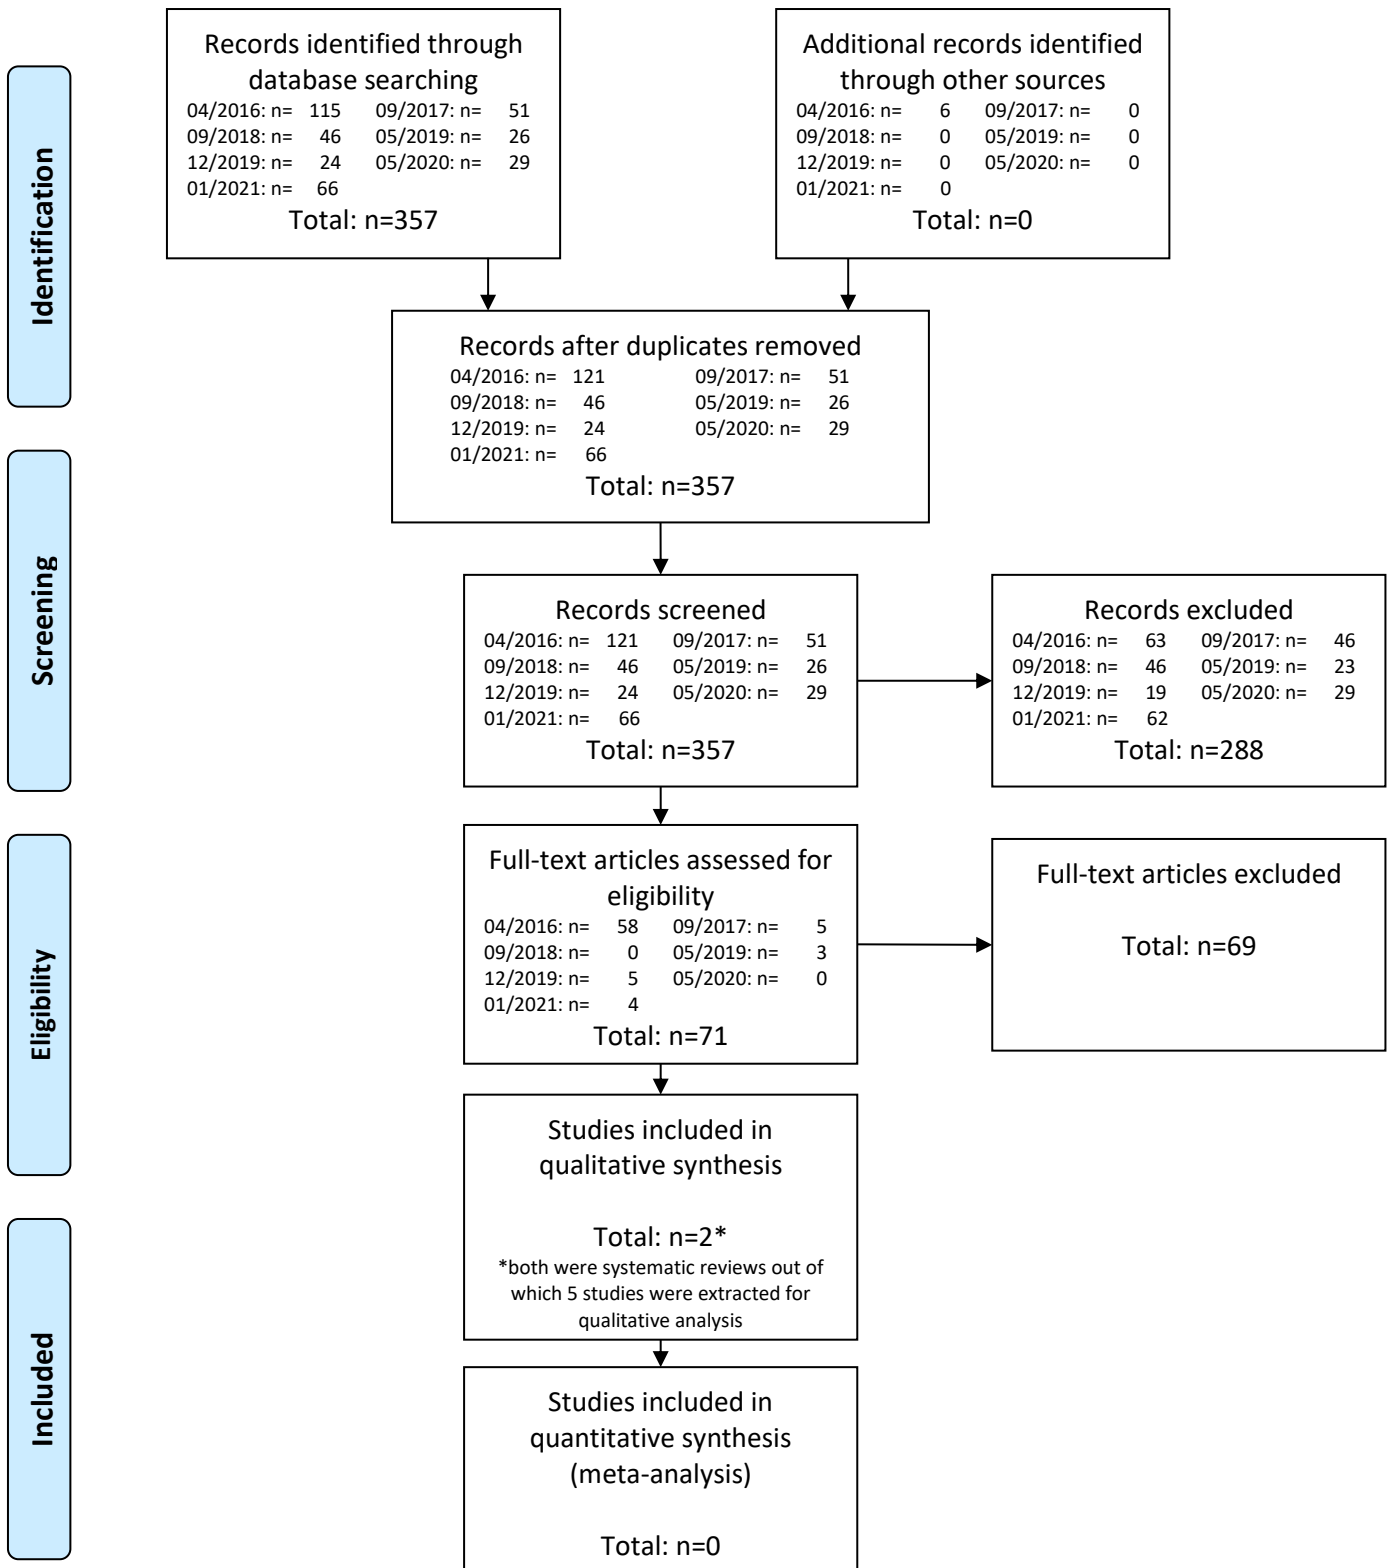 Identification
Records identified through
database searching
04/2016: n= 115 09/2017: n= 51
09/2018: n= 46 05/2019: n= 26
12/2019: n= 24 05/2020: n= 29
01/2021: n= 66
Total: n=357
Additional records identified
through other sources
04/2016: n= 6 09/2017: n= 0
09/2018: n= 0 05/2019: n= 0
12/2019: n= 0 05/2020: n= 0
01/2021: n= 0
Total: n=0
Records after duplicates removed
04/2016: n= 121 09/2017: n= 51
09/2018: n= 46 05/2019: n= 26
12/2019: n= 24 05/2020: n= 29
01/2021: n= 66
Total: n=357
Screening
Records screened
04/2016: n= 121 09/2017: n= 51
09/2018: n= 46 05/2019: n= 26
12/2019: n= 24 05/2020: n= 29
01/2021: n= 66
Total: n=357
Records excluded
04/2016: n= 63 09/2017: n= 46
09/2018: n= 46 05/2019: n= 23
12/2019: n= 19 05/2020: n= 29
01/2021: n= 62
Total: n=288
Eligibility
Full-text articles assessed for
eligibility
04/2016: n= 58 09/2017: n= 5
09/2018: n= 0 05/2019: n= 3
12/2019: n= 5 05/2020: n= 0
01/2021: n= 4
Total: n=71
Full-text articles excluded
Total: n=69
Studies included in
qualitative synthesis
Total: n=2*
*both were systematic reviews out of
which 5 studies were extracted for
qualitative analysis
Included
Studies included in
quantitative synthesis
(meta-analysis)
Total: n=0